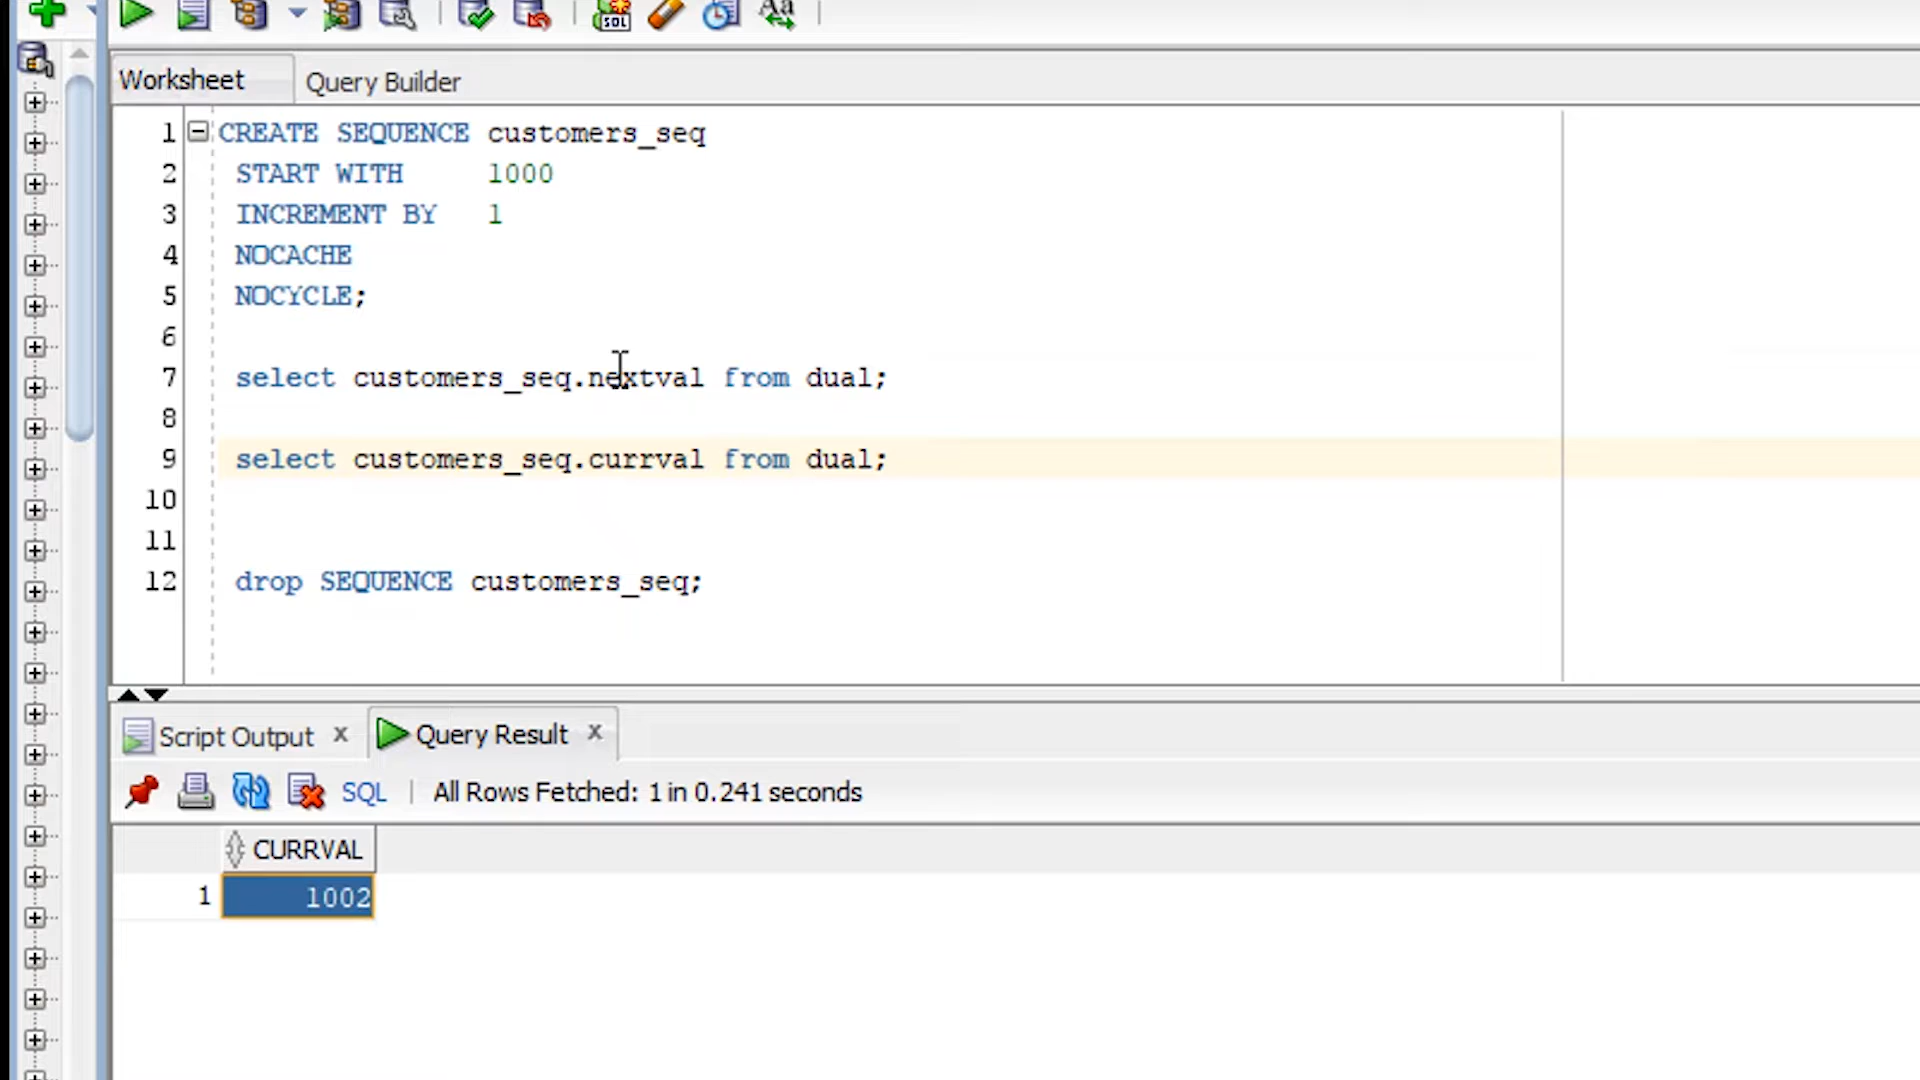 SQL
Aa
Worksheet
Query Builder
1 CREATE SEQUENCE customers_seq
2 START WITH 1000
3 INCREMENT BY 1
4 NOCACHE
5 NOCYCLE;
6
7 select customers_seq.nextval from dual;
8
9 select customers_seq.currval from dual;
10
11
12 drop SEQUENCE customers_seq;
Script Output x
Query Result x
SQL | All Rows Fetched: 1 in 0.241 seconds
CURRVAL
1 1002